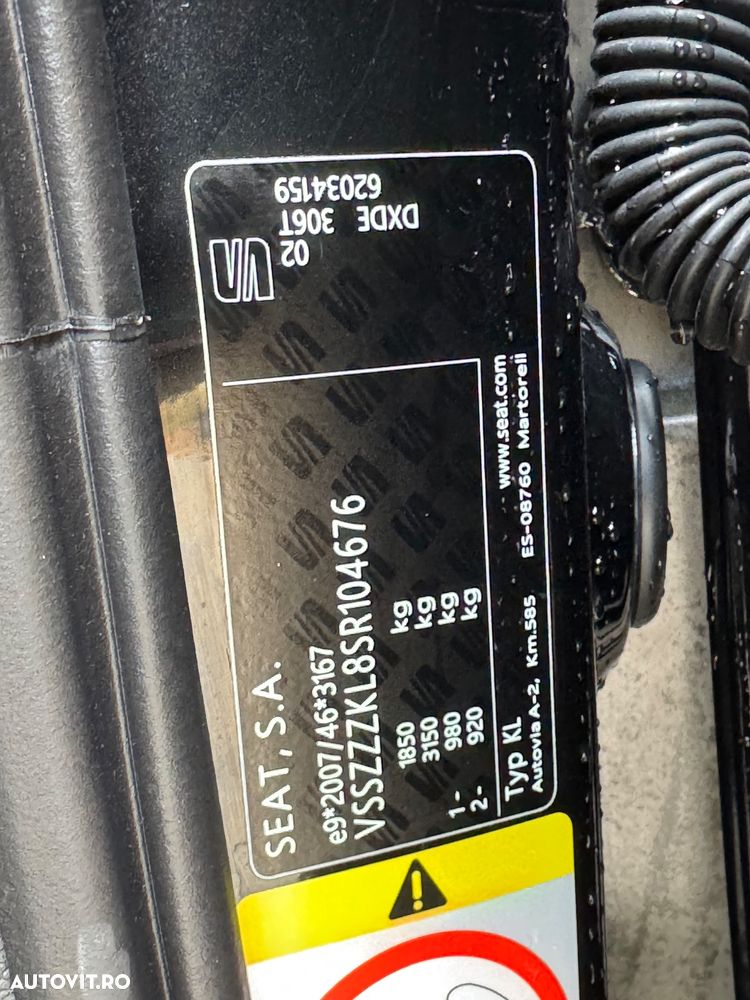 SEAT, S.A.
e9*2007/46*3167
VSSZZZKL8SR104676
1850 kg
3150 kg
1- 980 kg
2- 920 kg
Typ KL
www.seat.com
Autovia A-2, Km.585 ES-08760 Martorell
02
306T
62034159
DXDE
AUTOVIT.RO